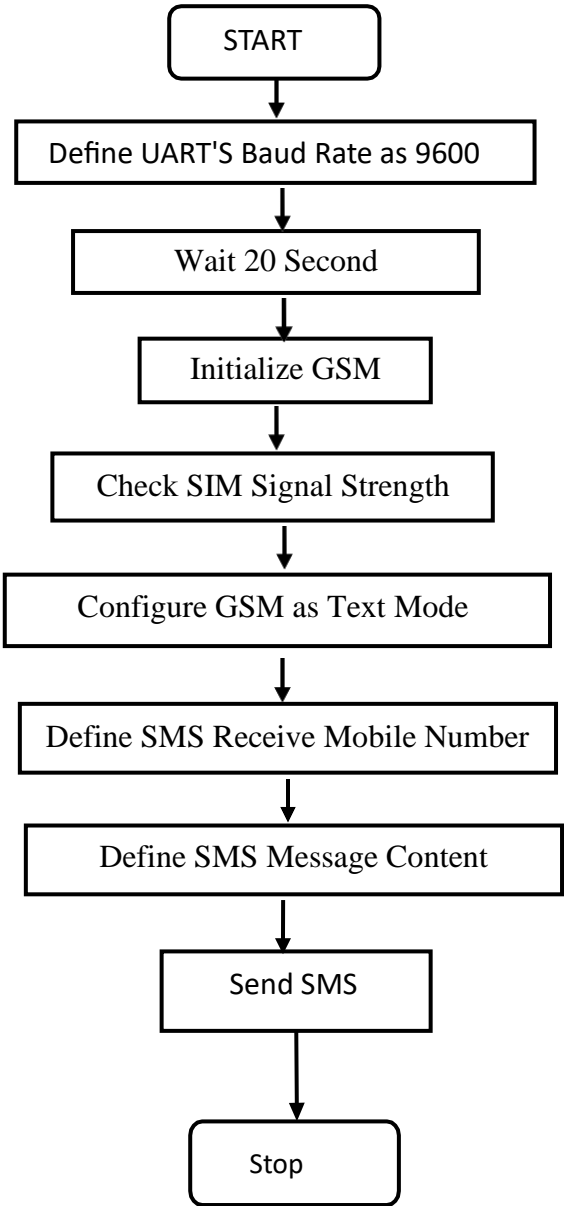 START
Define UART'S Baud Rate as 9600
Wait 20 Second
Initialize GSM
Check SIM Signal Strength
Configure GSM as Text Mode
Define SMS Receive Mobile Number
Define SMS Message Content
Send SMS
Stop